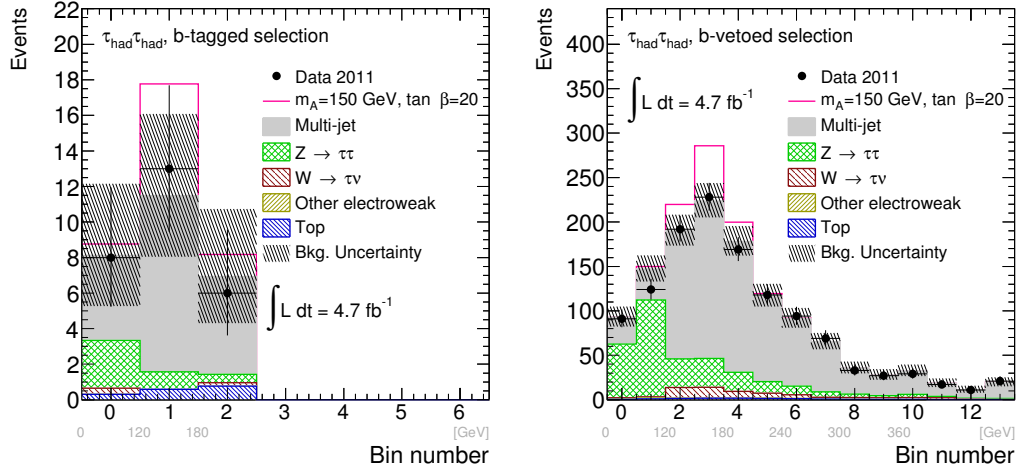 Events
22
20
18
16
14
12
10
8
6
4
2
0
τhadτhad, b-tagged selection
Data 2011
mA=150 GeV, tan β=20
Multi-jet
Z → ττ
W → τν
Other electroweak
Top
Bkg. Uncertainty
∫ L dt = 4.7 fb-1
0 1 2 3 4 5 6
0 120 180 [GeV]
Bin number
Events
400
350
300
250
200
150
100
50
0
τhadτhad, b-vetoed selection
∫ L dt = 4.7 fb-1
Data 2011
mA=150 GeV, tan β=20
Multi-jet
Z → ττ
W → τν
Other electroweak
Top
Bkg. Uncertainty
0 2 4 6 8 10 12
0 120 180 240 300 360 [GeV]
Bin number